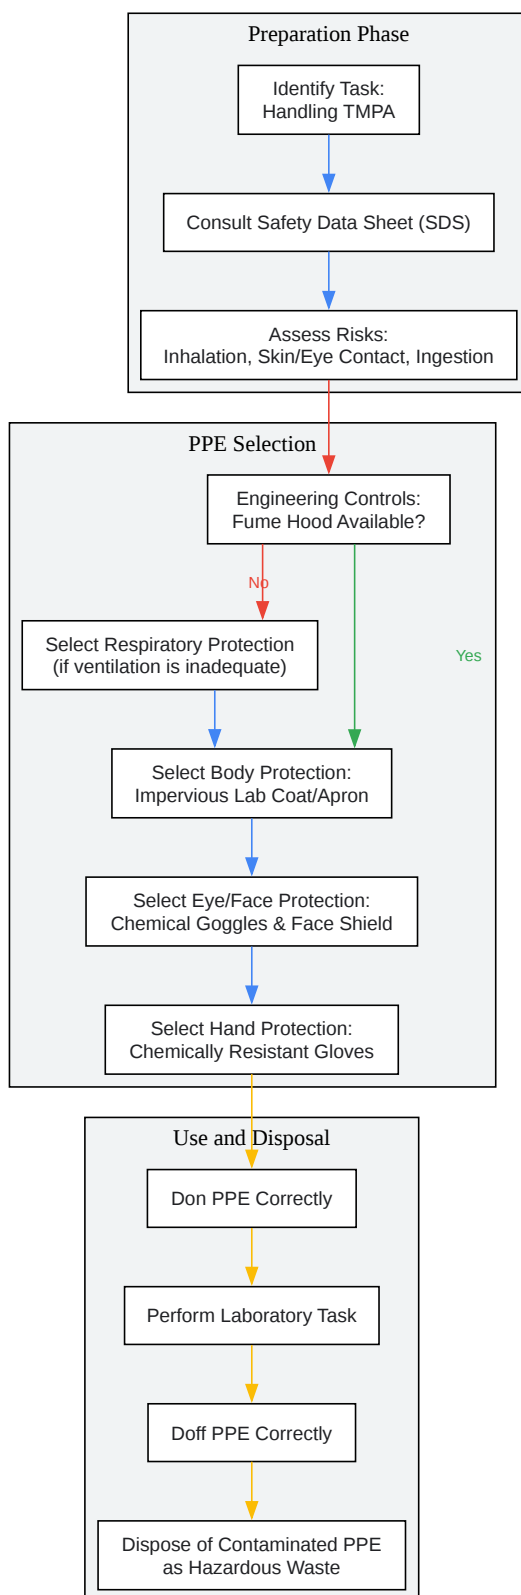 Preparation Phase
Identify Task:
Handling TMPA
Consult Safety Data Sheet (SDS)
Assess Risks:
Inhalation, Skin/Eye Contact, Ingestion
PPE Selection
Engineering Controls:
Fume Hood Available?
No
Select Respiratory Protection
(if ventilation is inadequate)
Yes
Select Body Protection:
Impervious Lab Coat/Apron
Select Eye/Face Protection:
Chemical Goggles & Face Shield
Select Hand Protection:
Chemically Resistant Gloves
Use and Disposal
Don PPE Correctly
Perform Laboratory Task
Doff PPE Correctly
Dispose of Contaminated PPE
as Hazardous Waste